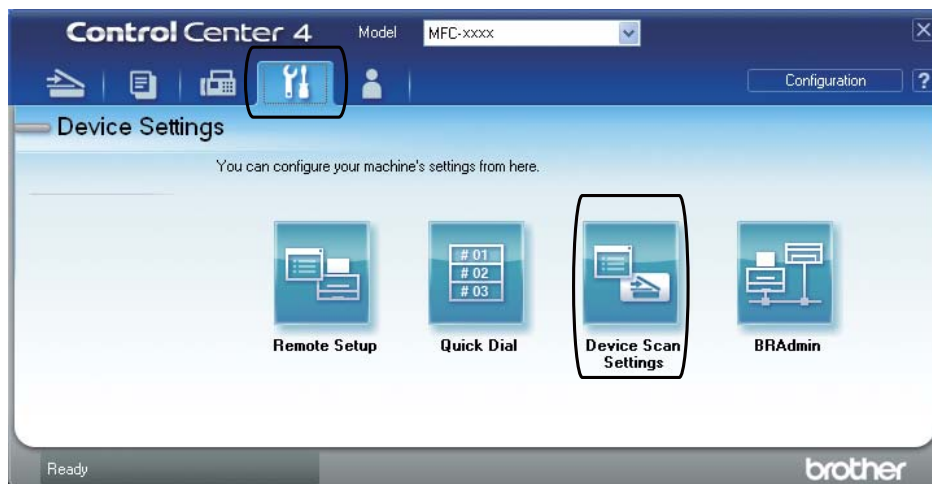 Control Center 4 Model MFC-xxxx
Configuration ?
Device Settings
You can configure your machine's settings from here.
# 01
# 02
# 03
Remote Setup Quick Dial Device Scan Settings BRAdmin
Ready brother